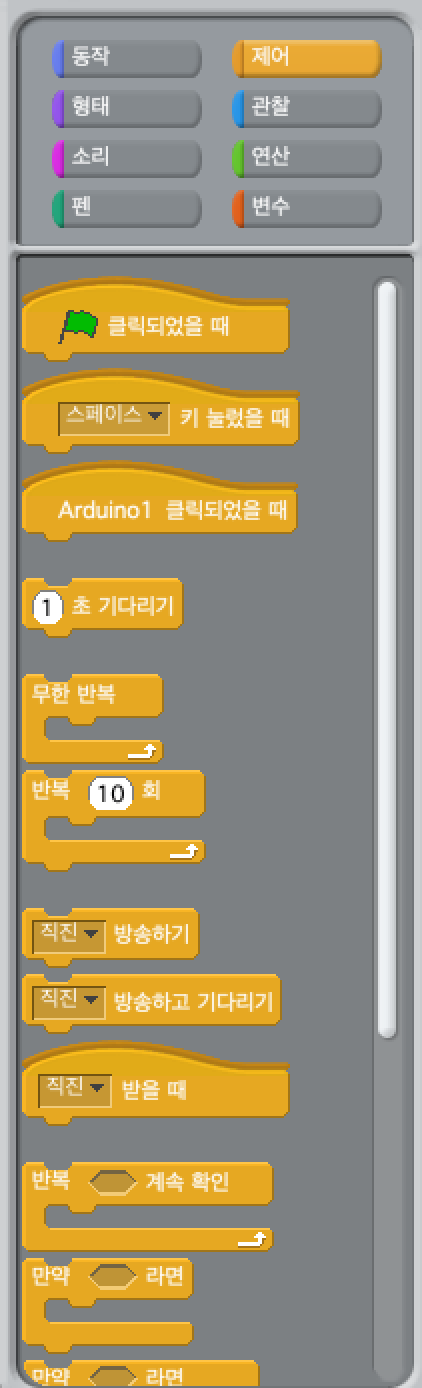 동작 제어
형태 관찰
소리 연산
펜 변수
클릭되었을 때
스페이스 키 눌렀을 때
Arduino1 클릭되었을 때
1 초 기다리기
무한 반복
반복 10 회
직진 방송하기
직진 방송하고 기다리기
직진 받을 때
반복 계속 확인
만약 라면
만약 라면